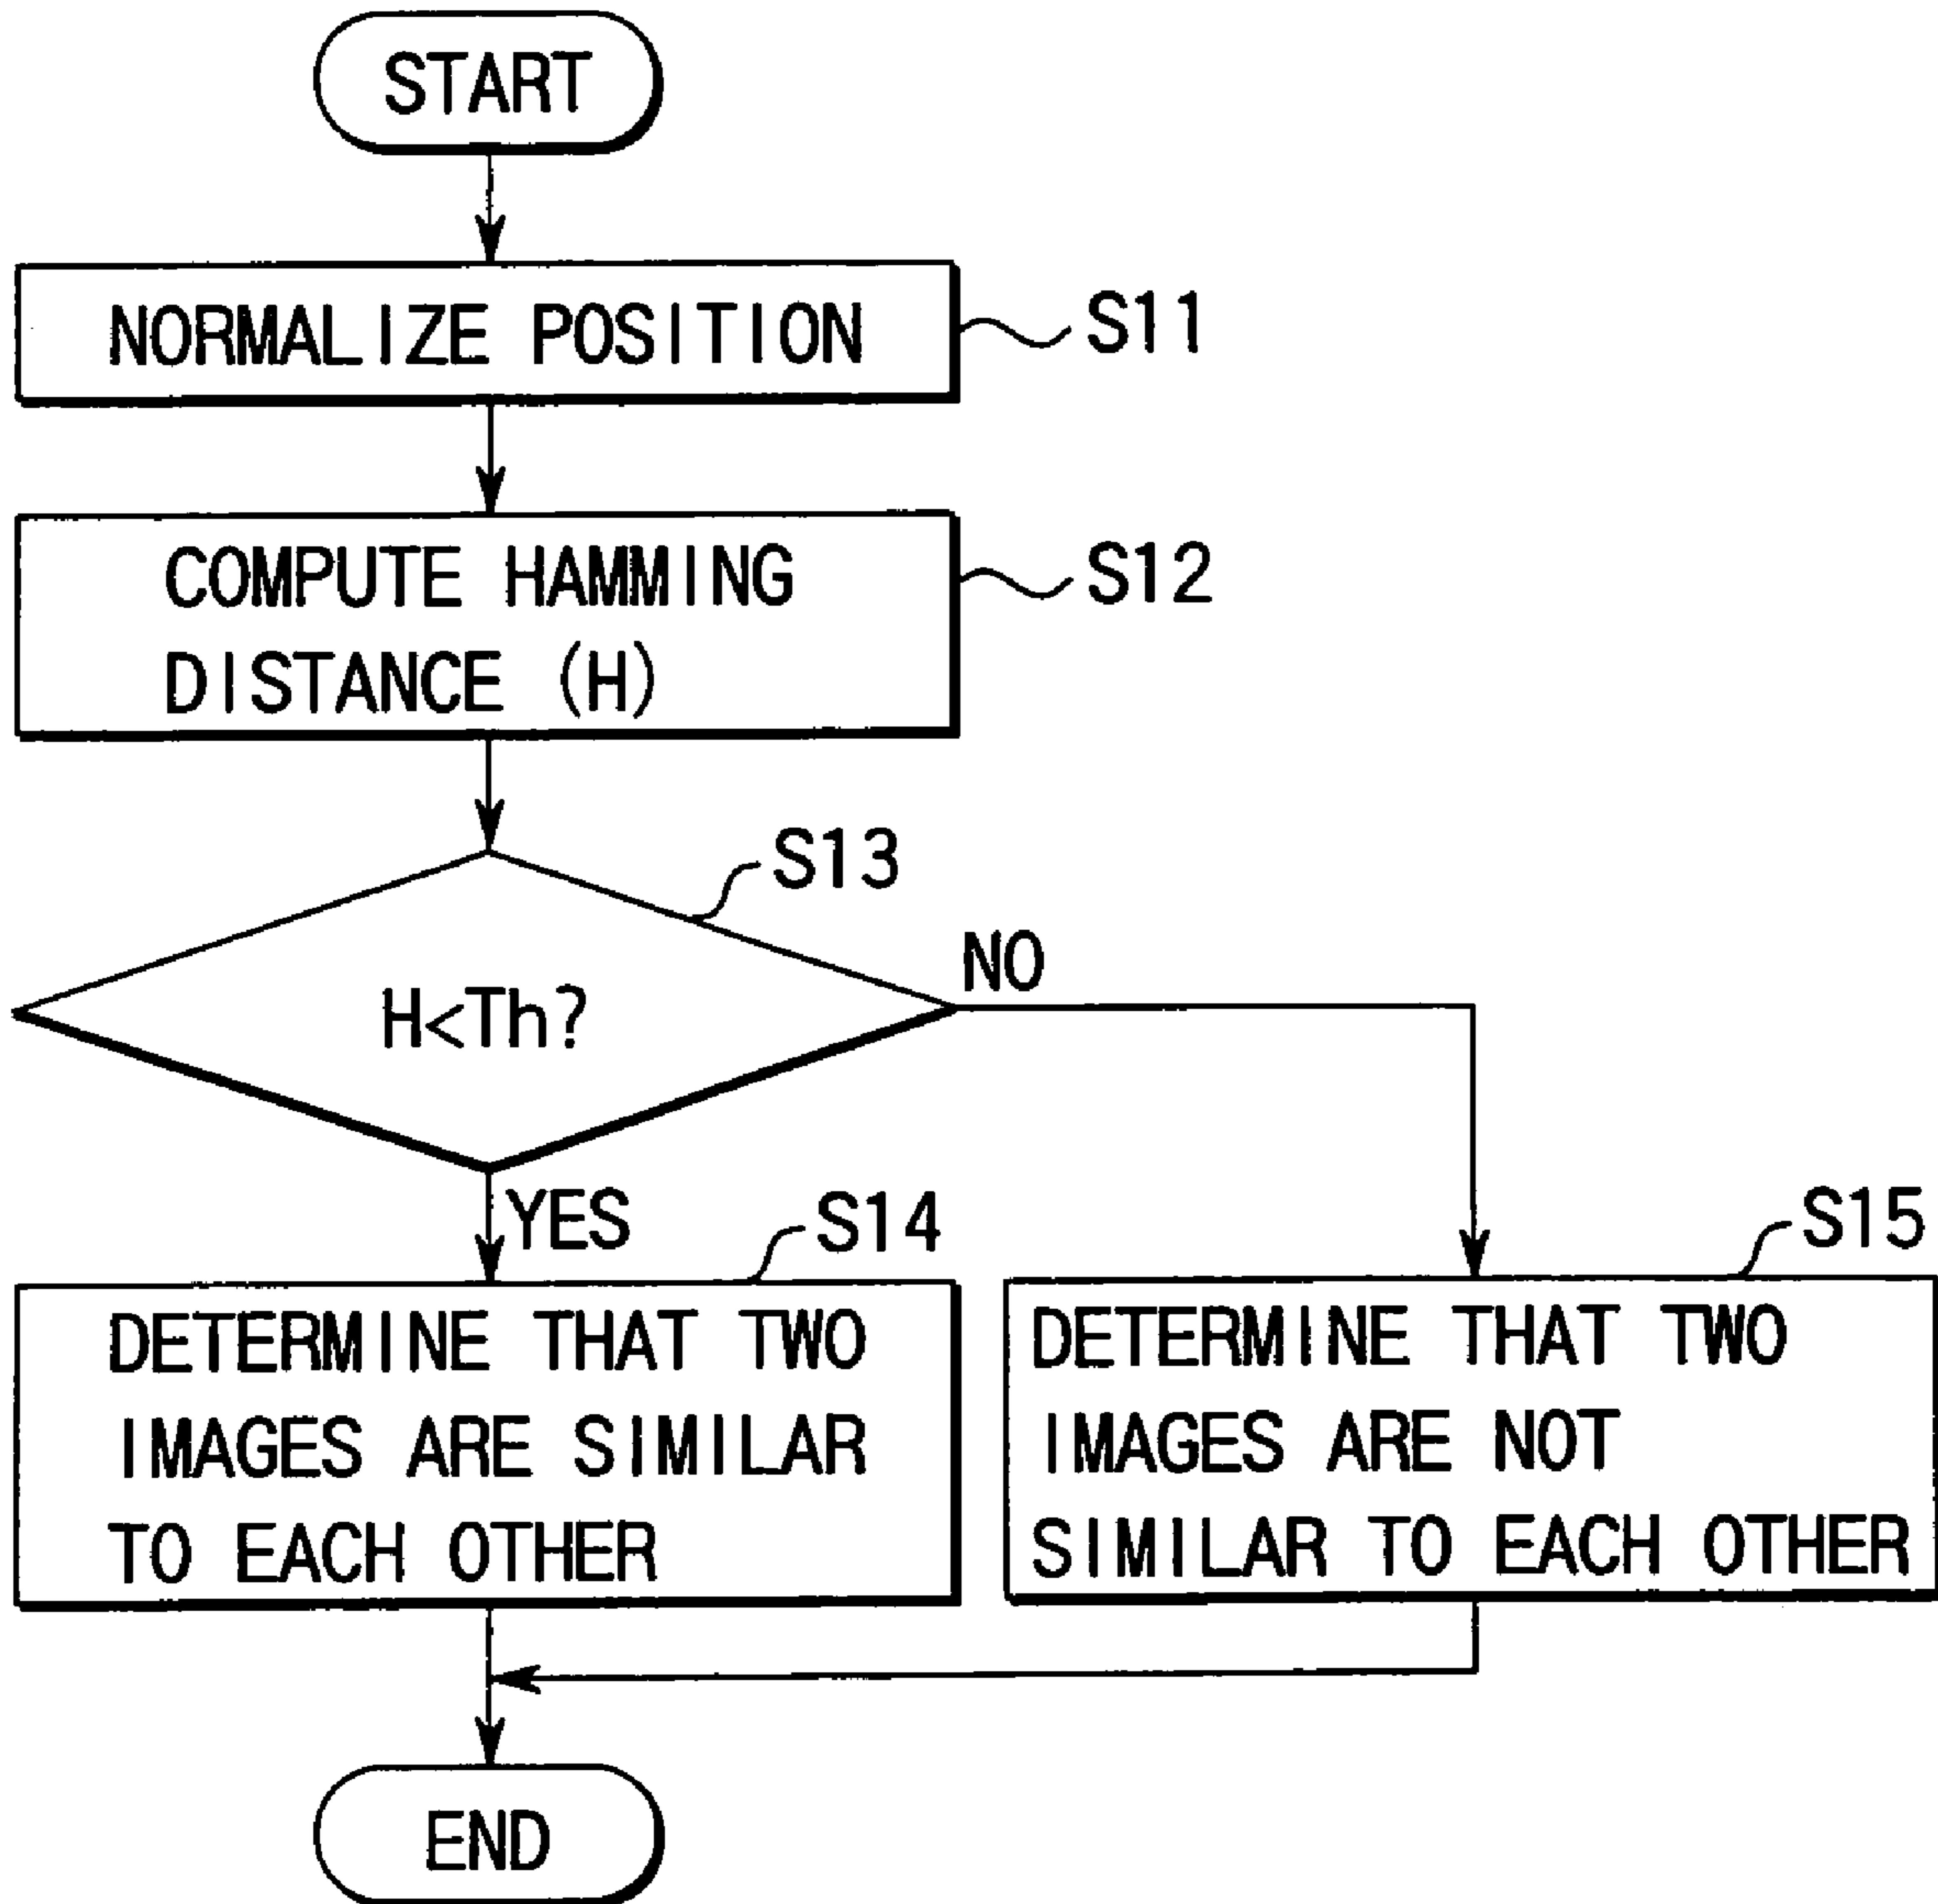 START
NORMALIZE POSITION
S11
COMPUTE HAMMING
DISTANCE (H)
S12
S13
H<Th?
NO
YES
S14
DETERMINE THAT TWO
IMAGES ARE SIMILAR
TO EACH OTHER
S15
DETERMINE THAT TWO
IMAGES ARE NOT
SIMILAR TO EACH OTHER
END